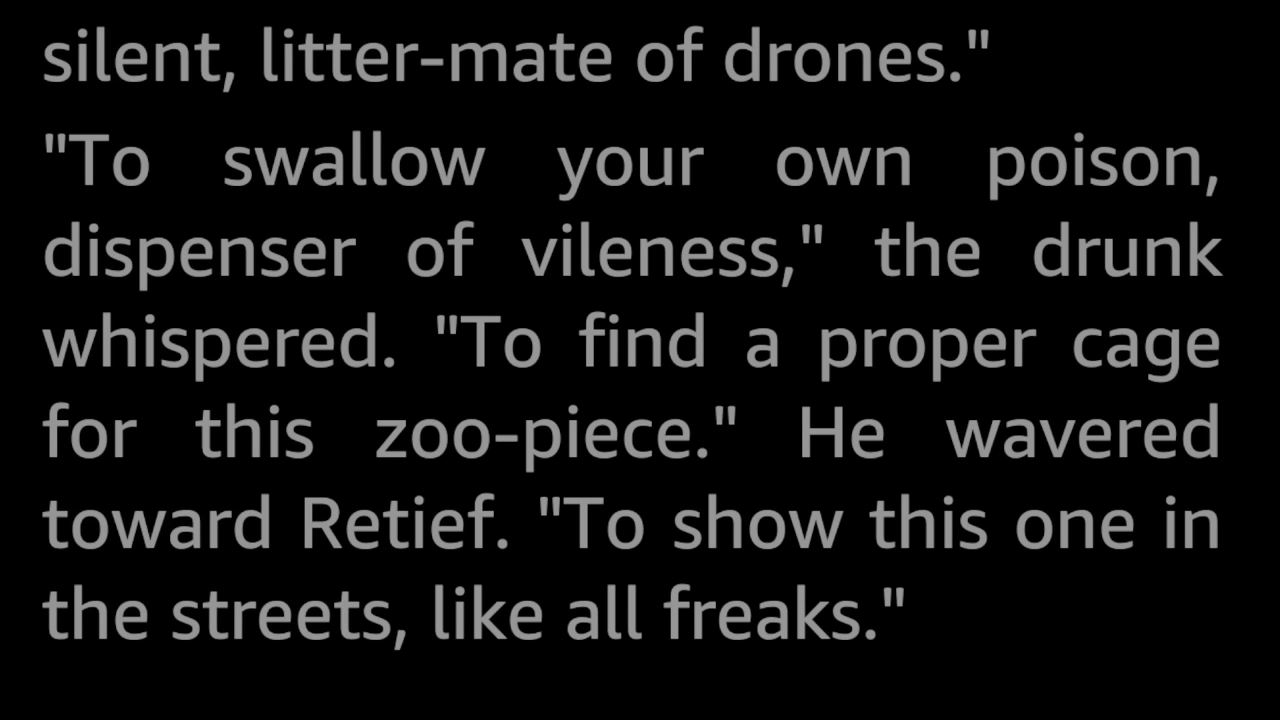 silent, litter-mate of drones."
"To swallow your own poison,
dispenser of vileness," the drunk
whispered. "To find a proper cage
for this zoo-piece." He wavered
toward Retief. "To show this one in
the streets, like all freaks."